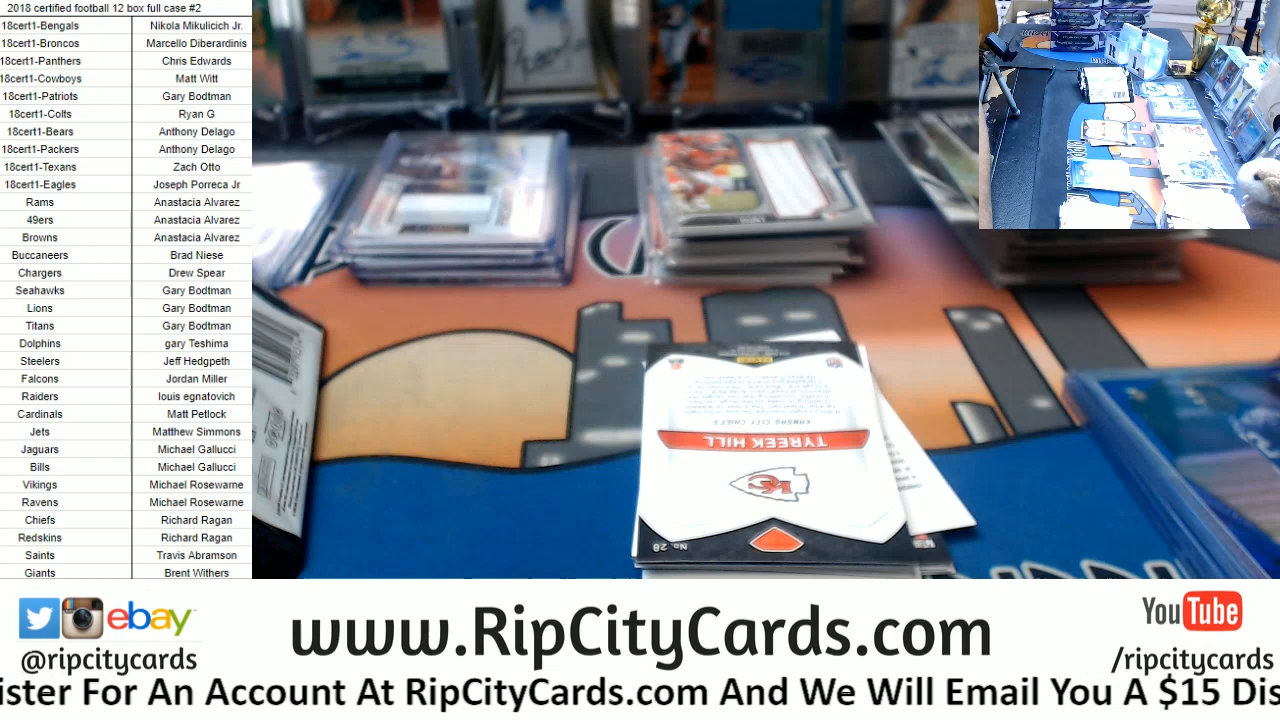 2018 certified football 12 box full case #2
18cert1-Bengals Nikola Mikulicich Jr.
18cert1-Broncos Marcello Diberardinis
18cert1-Panthers Chris Edwards
18cert1-Cowboys Matt Witt
18cert1-Patriots Gary Bodtman
18cert1-Colts Ryan G
18cert1-Bears Anthony Delago
18cert1-Packers Anthony Delago
18cert1-Texans Zach Otto
18cert1-Eagles Joseph Porreca Jr
Rams Anastacia Alvarez
49ers Anastacia Alvarez
Browns Anastacia Alvarez
Buccaneers Brad Niese
Chargers Drew Spear
Seahawks Gary Bodtman
Lions Gary Bodtman
Titans Gary Bodtman
Dolphins gary Teshima
Steelers Jeff Hedgpeth
Falcons Jordan Miller
Raiders louis egnatovich
Cardinals Matt Petlock
Jets Matthew Simmons
Jaguars Michael Gallucci
Bills Michael Gallucci
Vikings Michael Rosewarne
Ravens Michael Rosewarne
Chiefs Richard Ragan
Redskins Richard Ragan
Saints Travis Abramson
Giants Brent Withers
KANSAS CITY CHIEFS
TYREEK HILL
KC
No. 28
ebay
@ripcitycards
www.RipCityCards.com
YouTube
/ripcitycards
ister For An Account At RipCityCards.com And We Will Email You A $15 Dis